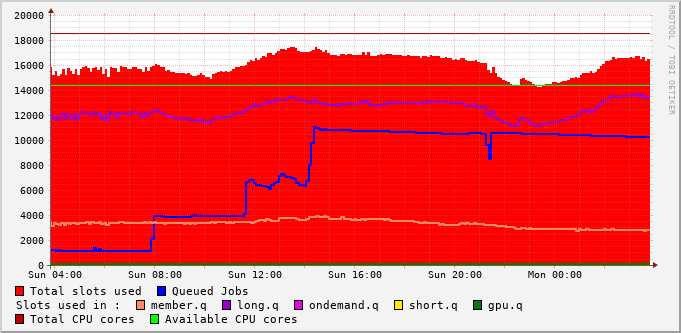 20000
18000
16000
14000
12000
10000
8000
6000
4000
2000
0
Sun 04:00 Sun 08:00 Sun 12:00 Sun 16:00 Sun 20:00 Mon 00:00
Total slots used Queued Jobs
Slots used in : member.q long.q ondemand.q short.q gpu.q
Total CPU cores Available CPU cores
RRDTOOL / TOBI OETIKER